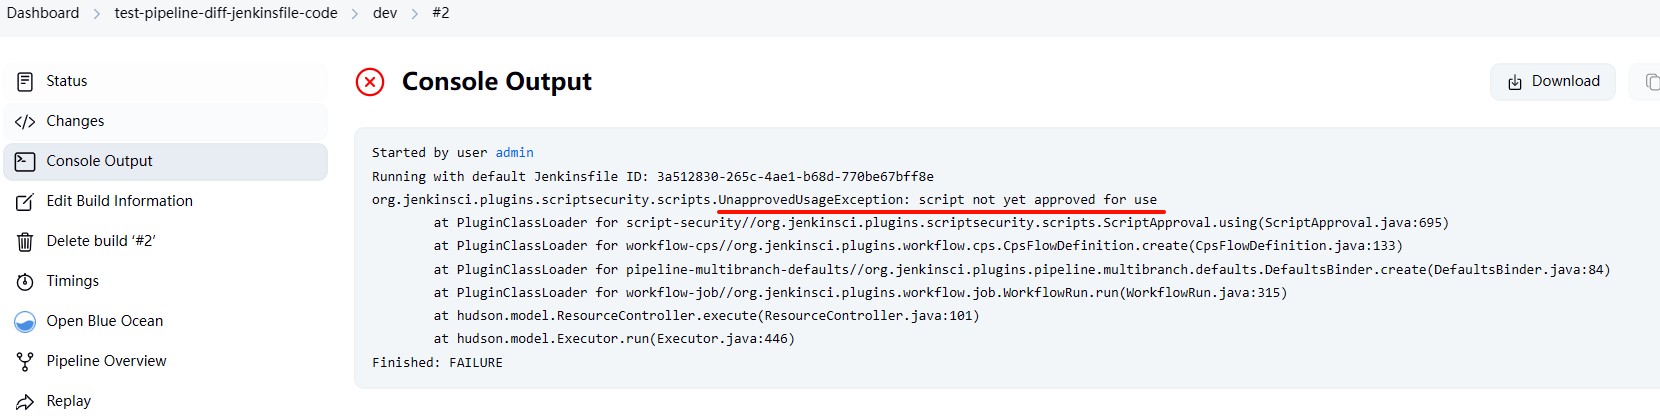 Dashboard > test-pipeline-diff-jenkinsfile-code > dev > #2
Status
Changes
Console Output
Edit Build Information
Delete build ‘#2’
Timings
Open Blue Ocean
Pipeline Overview
Replay
Console Output
Download
Started by user admin
Running with default Jenkinsfile ID: 3a512830-265c-4ae1-b68d-770be67bff8e
org.jenkinsci.plugins.scriptsecurity.scripts.UnapprovedUsageException: script not yet approved for use
at PluginClassLoader for script-security//org.jenkinsci.plugins.scriptsecurity.scripts.ScriptApproval.using(ScriptApproval.java:695)
at PluginClassLoader for workflow-cps//org.jenkinsci.plugins.workflow.cps.CpsFlowDefinition.create(CpsFlowDefinition.java:133)
at PluginClassLoader for pipeline-multibranch-defaults//org.jenkinsci.plugins.pipeline.multibranch.defaults.DefaultsBinder.create(DefaultsBinder.java:84)
at PluginClassLoader for workflow-job//org.jenkinsci.plugins.workflow.job.WorkflowRun.run(WorkflowRun.java:315)
at hudson.model.ResourceController.execute(ResourceController.java:101)
at hudson.model.Executor.run(Executor.java:446)
Finished: FAILURE